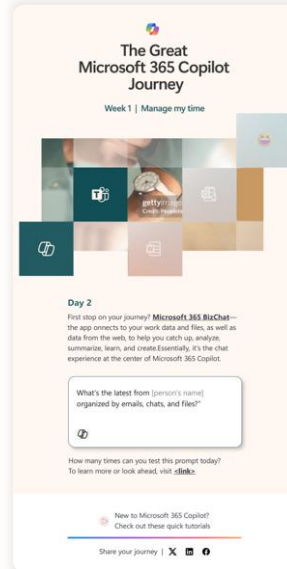 The Great
Microsoft 365 Copilot
Journey
Week 1 | Manage my time
gettyimages
Day 2
First stop on your journey? Microsoft 365 BizChat—
the app onnects to your work data and files, as well as
data from the web, to help you catch up, analyze,
summarize, learn, and create.Essentially, it's the chat
experience at the center of Microsoft 365 Copilot.
What's the latest from [person's name]
organized by emails, chats, and files?"
How many times can you test this prompt today?
To learn more or look ahead, visit <link>
New to Microsoft 365 Copilot?
Check out these quick tutorials
Share your journey |